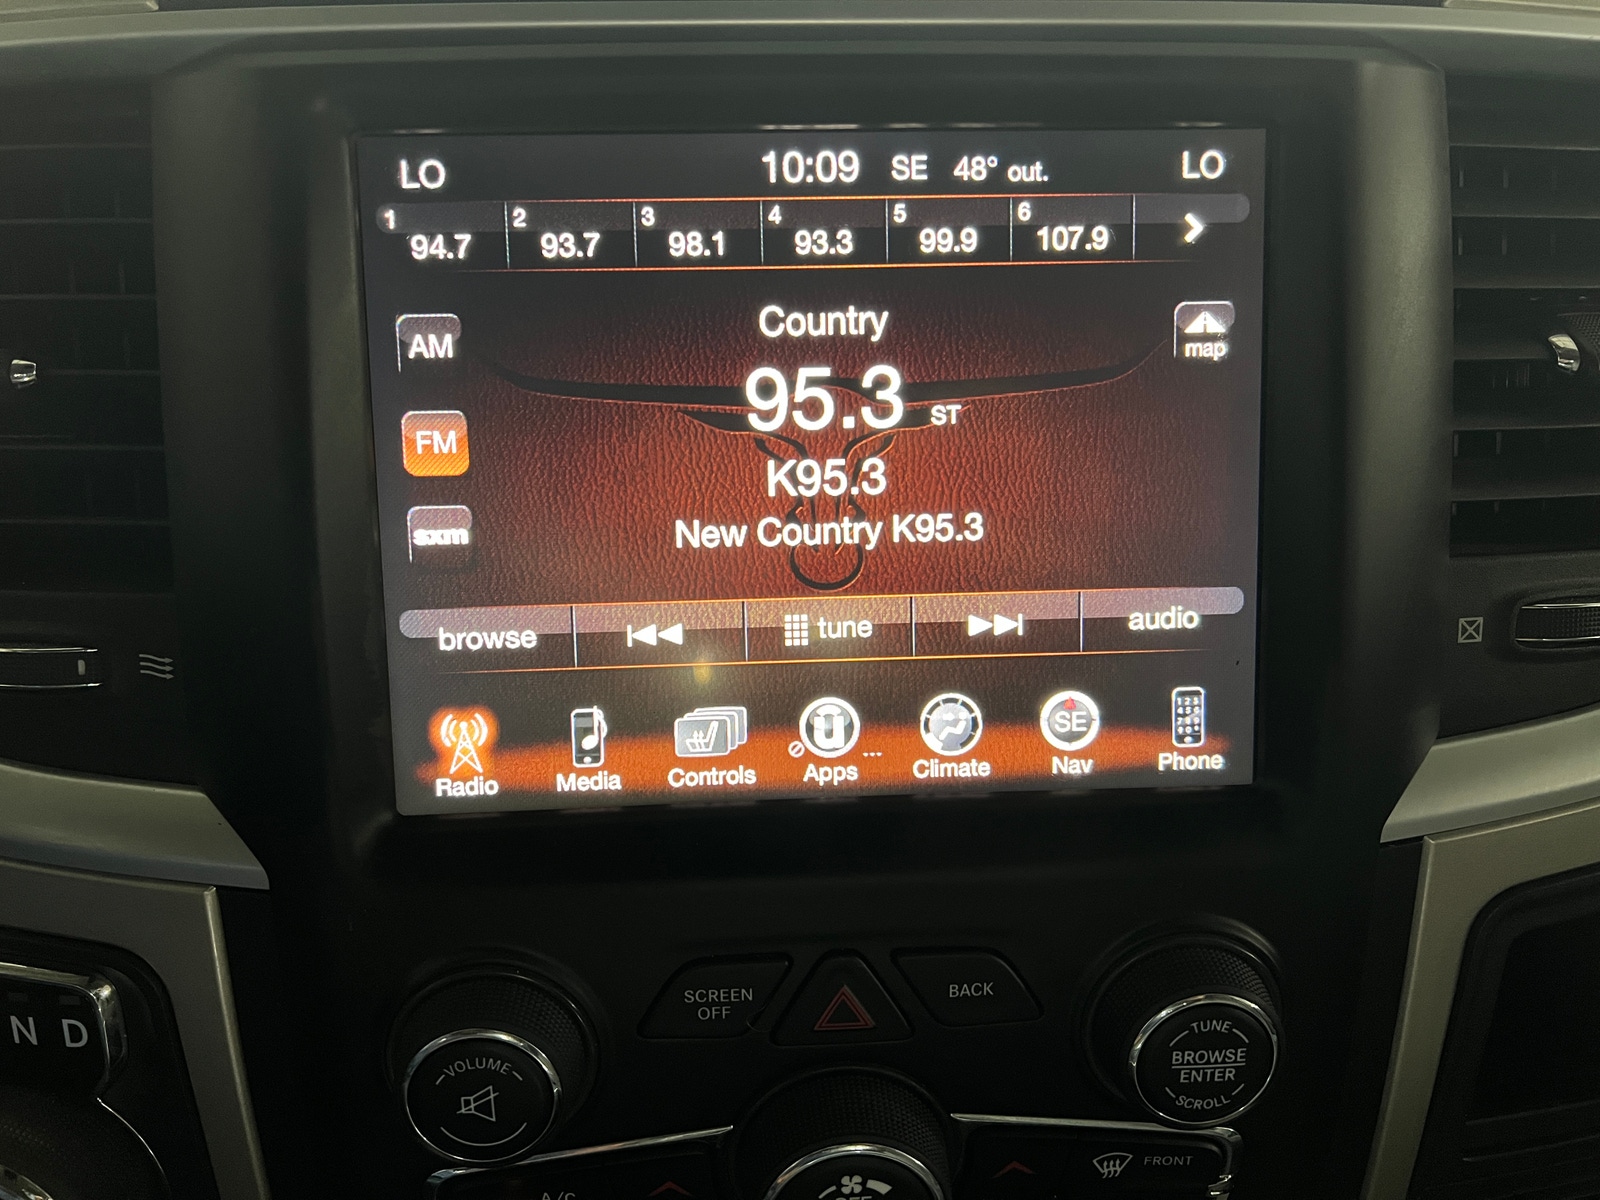 LO 10:09 SE 48° out. LO
1 94.7 2 93.7 3 98.1 4 93.3 5 99.9 6 107.9
Country
AM
map
95.3 ST
FM
K95.3
sxm
New Country K95.3
browse tune audio
SE
Radio Media Controls Apps ... Climate Nav Phone
SCREEN
OFF
BACK
N D
VOLUME
TUNE
BROWSE
ENTER
SCROLL
A/C
OFF
FRONT